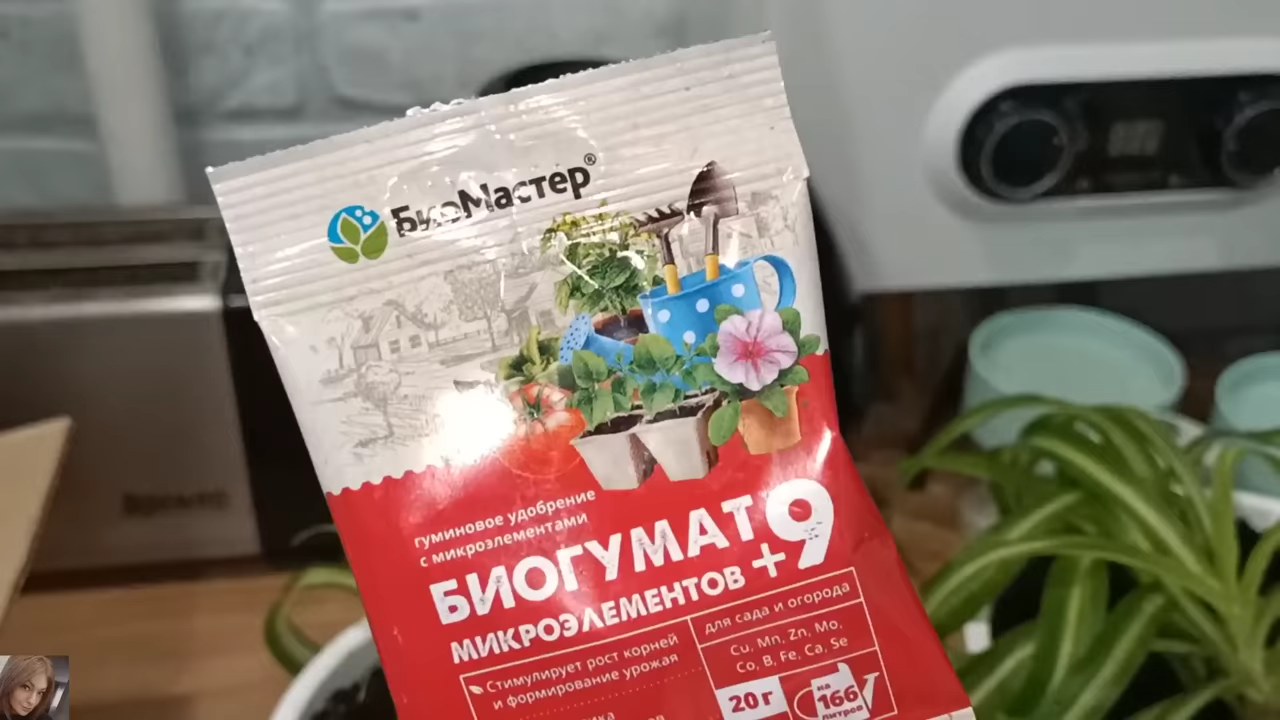 БиоМастер®
гуминовое удобрение
с микроэлементами
БИОГУМАТ
МИКРОЭЛЕМЕНТОВ +9
Стимулирует рост корней
и формирование урожая
для сада и огорода
Cu, Mn, Zn, Mo,
Co, B, Fe, Ca, Se
20 г
на
166
литров